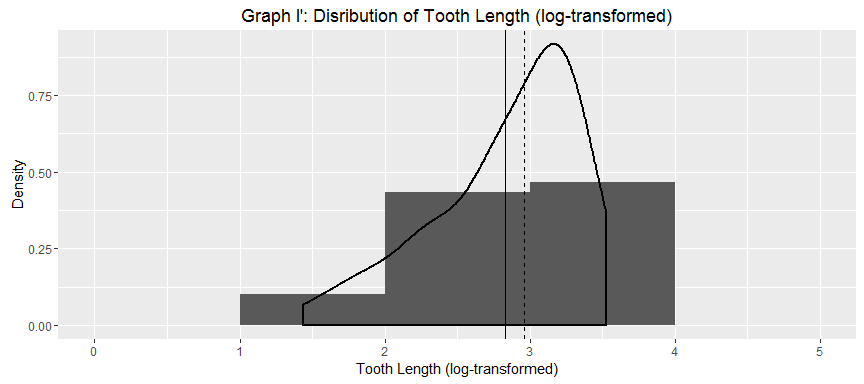 Graph I': Disribution of Tooth Length (log-transformed)
Density
0.75
0.50
0.25
0.00
0 1 2 3 4 5
Tooth Length (log-transformed)